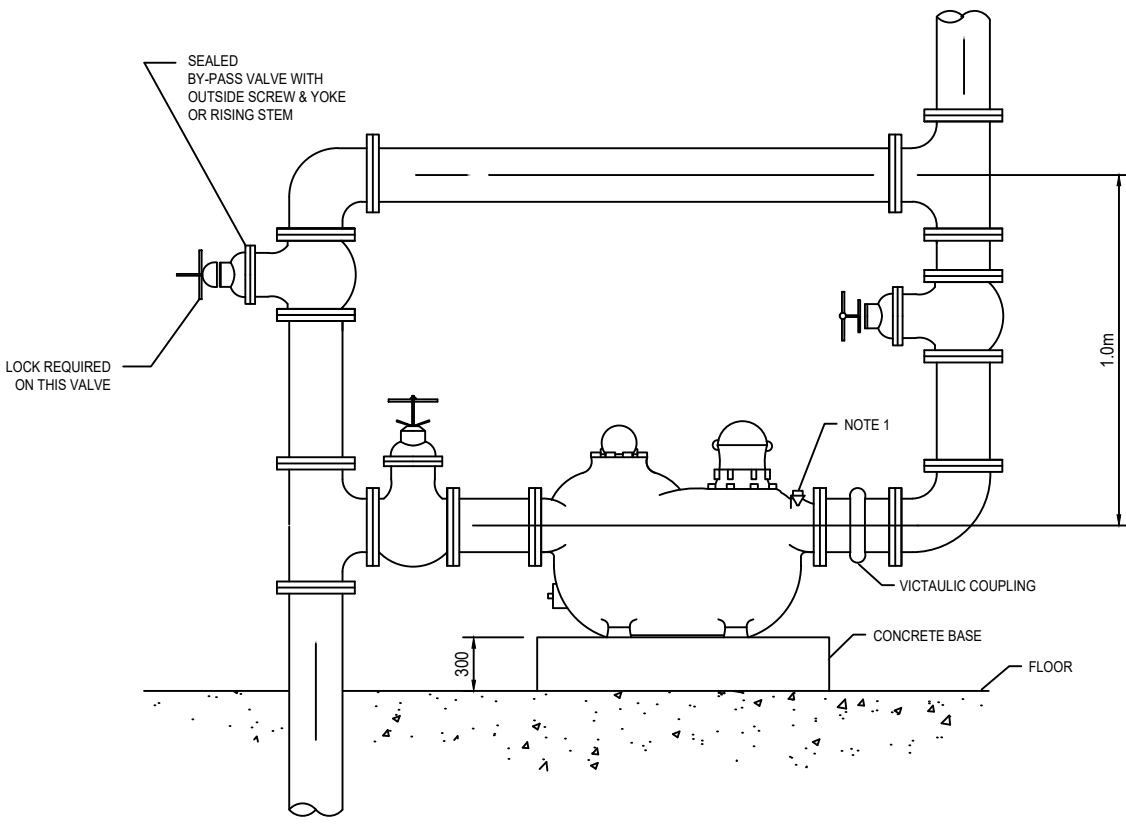 SEALED
BY-PASS VALVE WITH
OUTSIDE SCREW & YOKE
OR RISING STEM
LOCK REQUIRED
ON THIS VALVE
1.0m
NOTE 1
VICTAULIC COUPLING
CONCRETE BASE
300
FLOOR